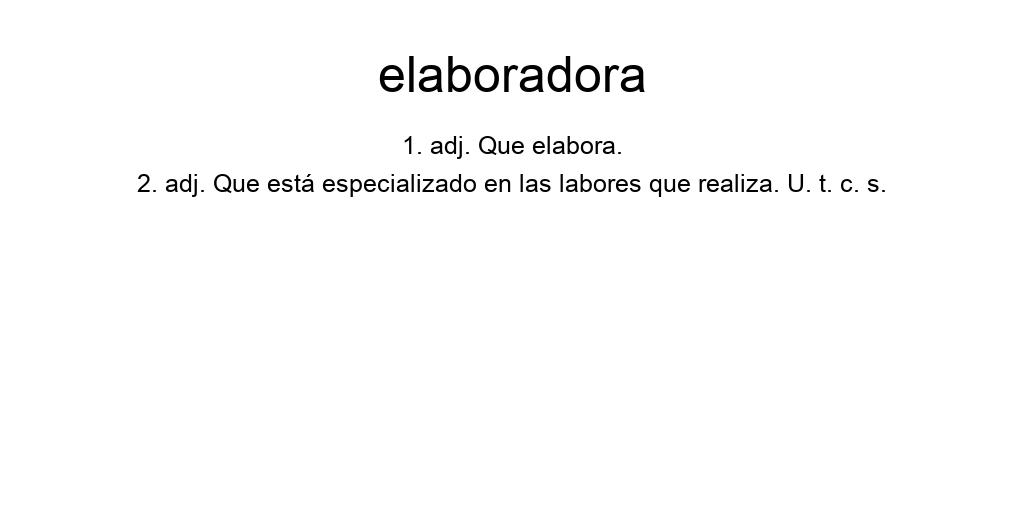 elaboradora
1. adj. Que elabora.
2. adj. Que está especializado en las labores que realiza. U. t. c. s.